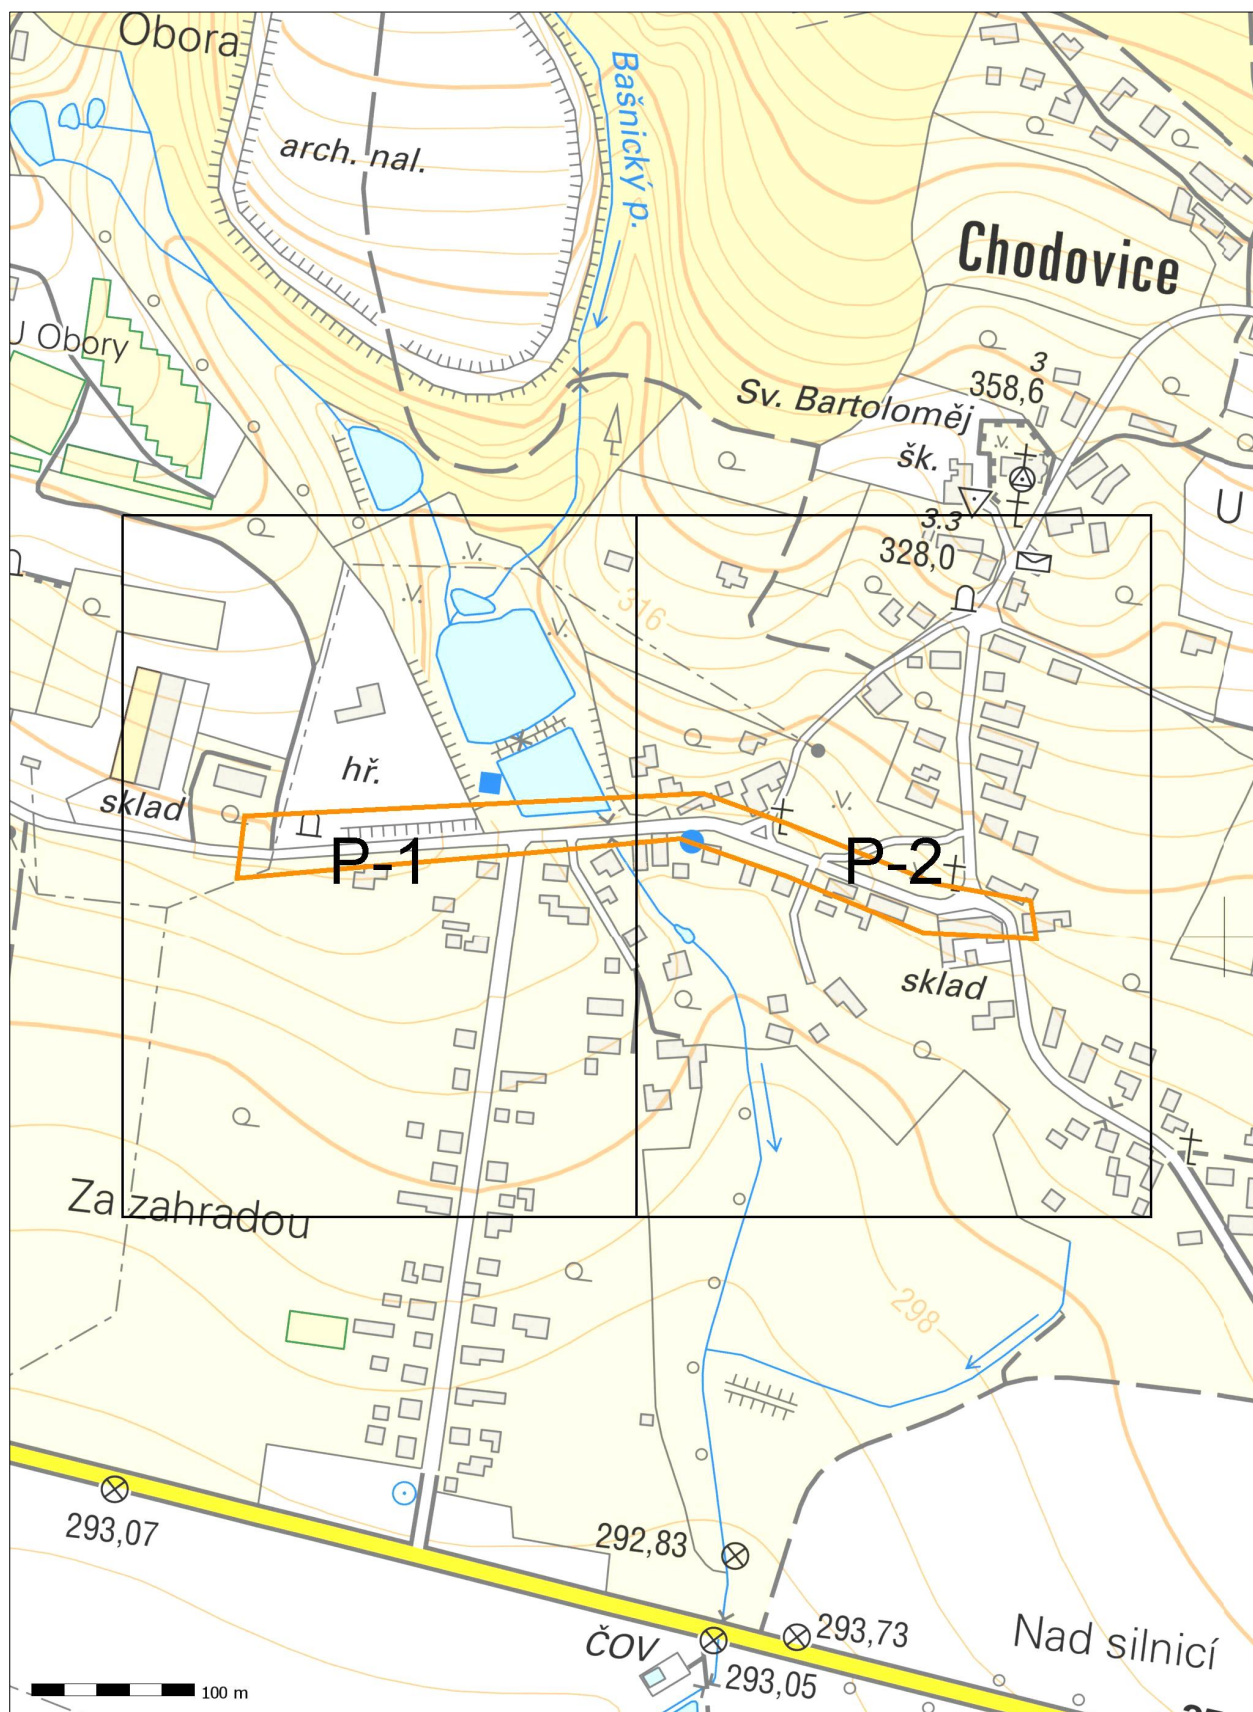 Obora
Bašnický p.
arch. nal.
Chodovice
U Obory
3
358,6
Sv. Bartoloměj
šk.
U
3.3
328,0
316
hř.
sklad
P-1
P-2
sklad
Za zahradou
298
293,07
292,83
293,73
Nad silnicí
ČOV
293,05
100 m